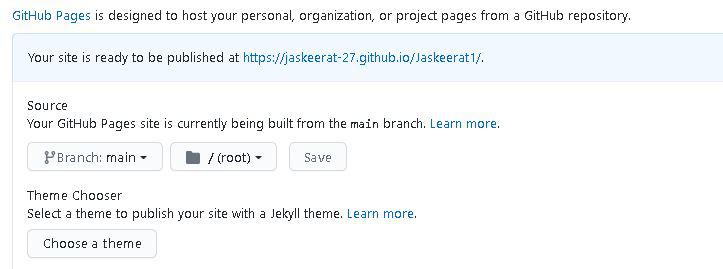 GitHub Pages is designed to host your personal, organization, or project pages from a GitHub repository.
Your site is ready to be published at https://jaskeerat-27.github.io/Jaskeerat1/.
Source
Your GitHub Pages site is currently being built from the main branch. Learn more.
Branch: main / (root) Save
Theme Chooser
Select a theme to publish your site with a Jekyll theme. Learn more.
Choose a theme